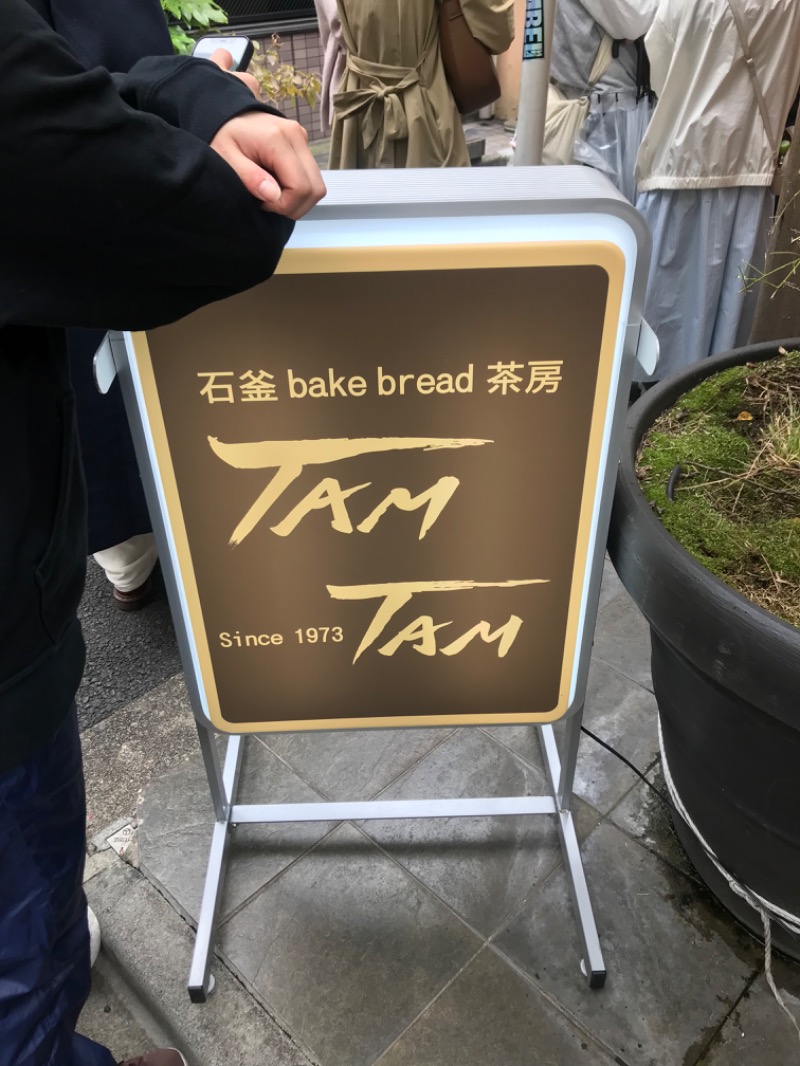 石釜 bake bread 茶房
TAM
TAM
Since 1973